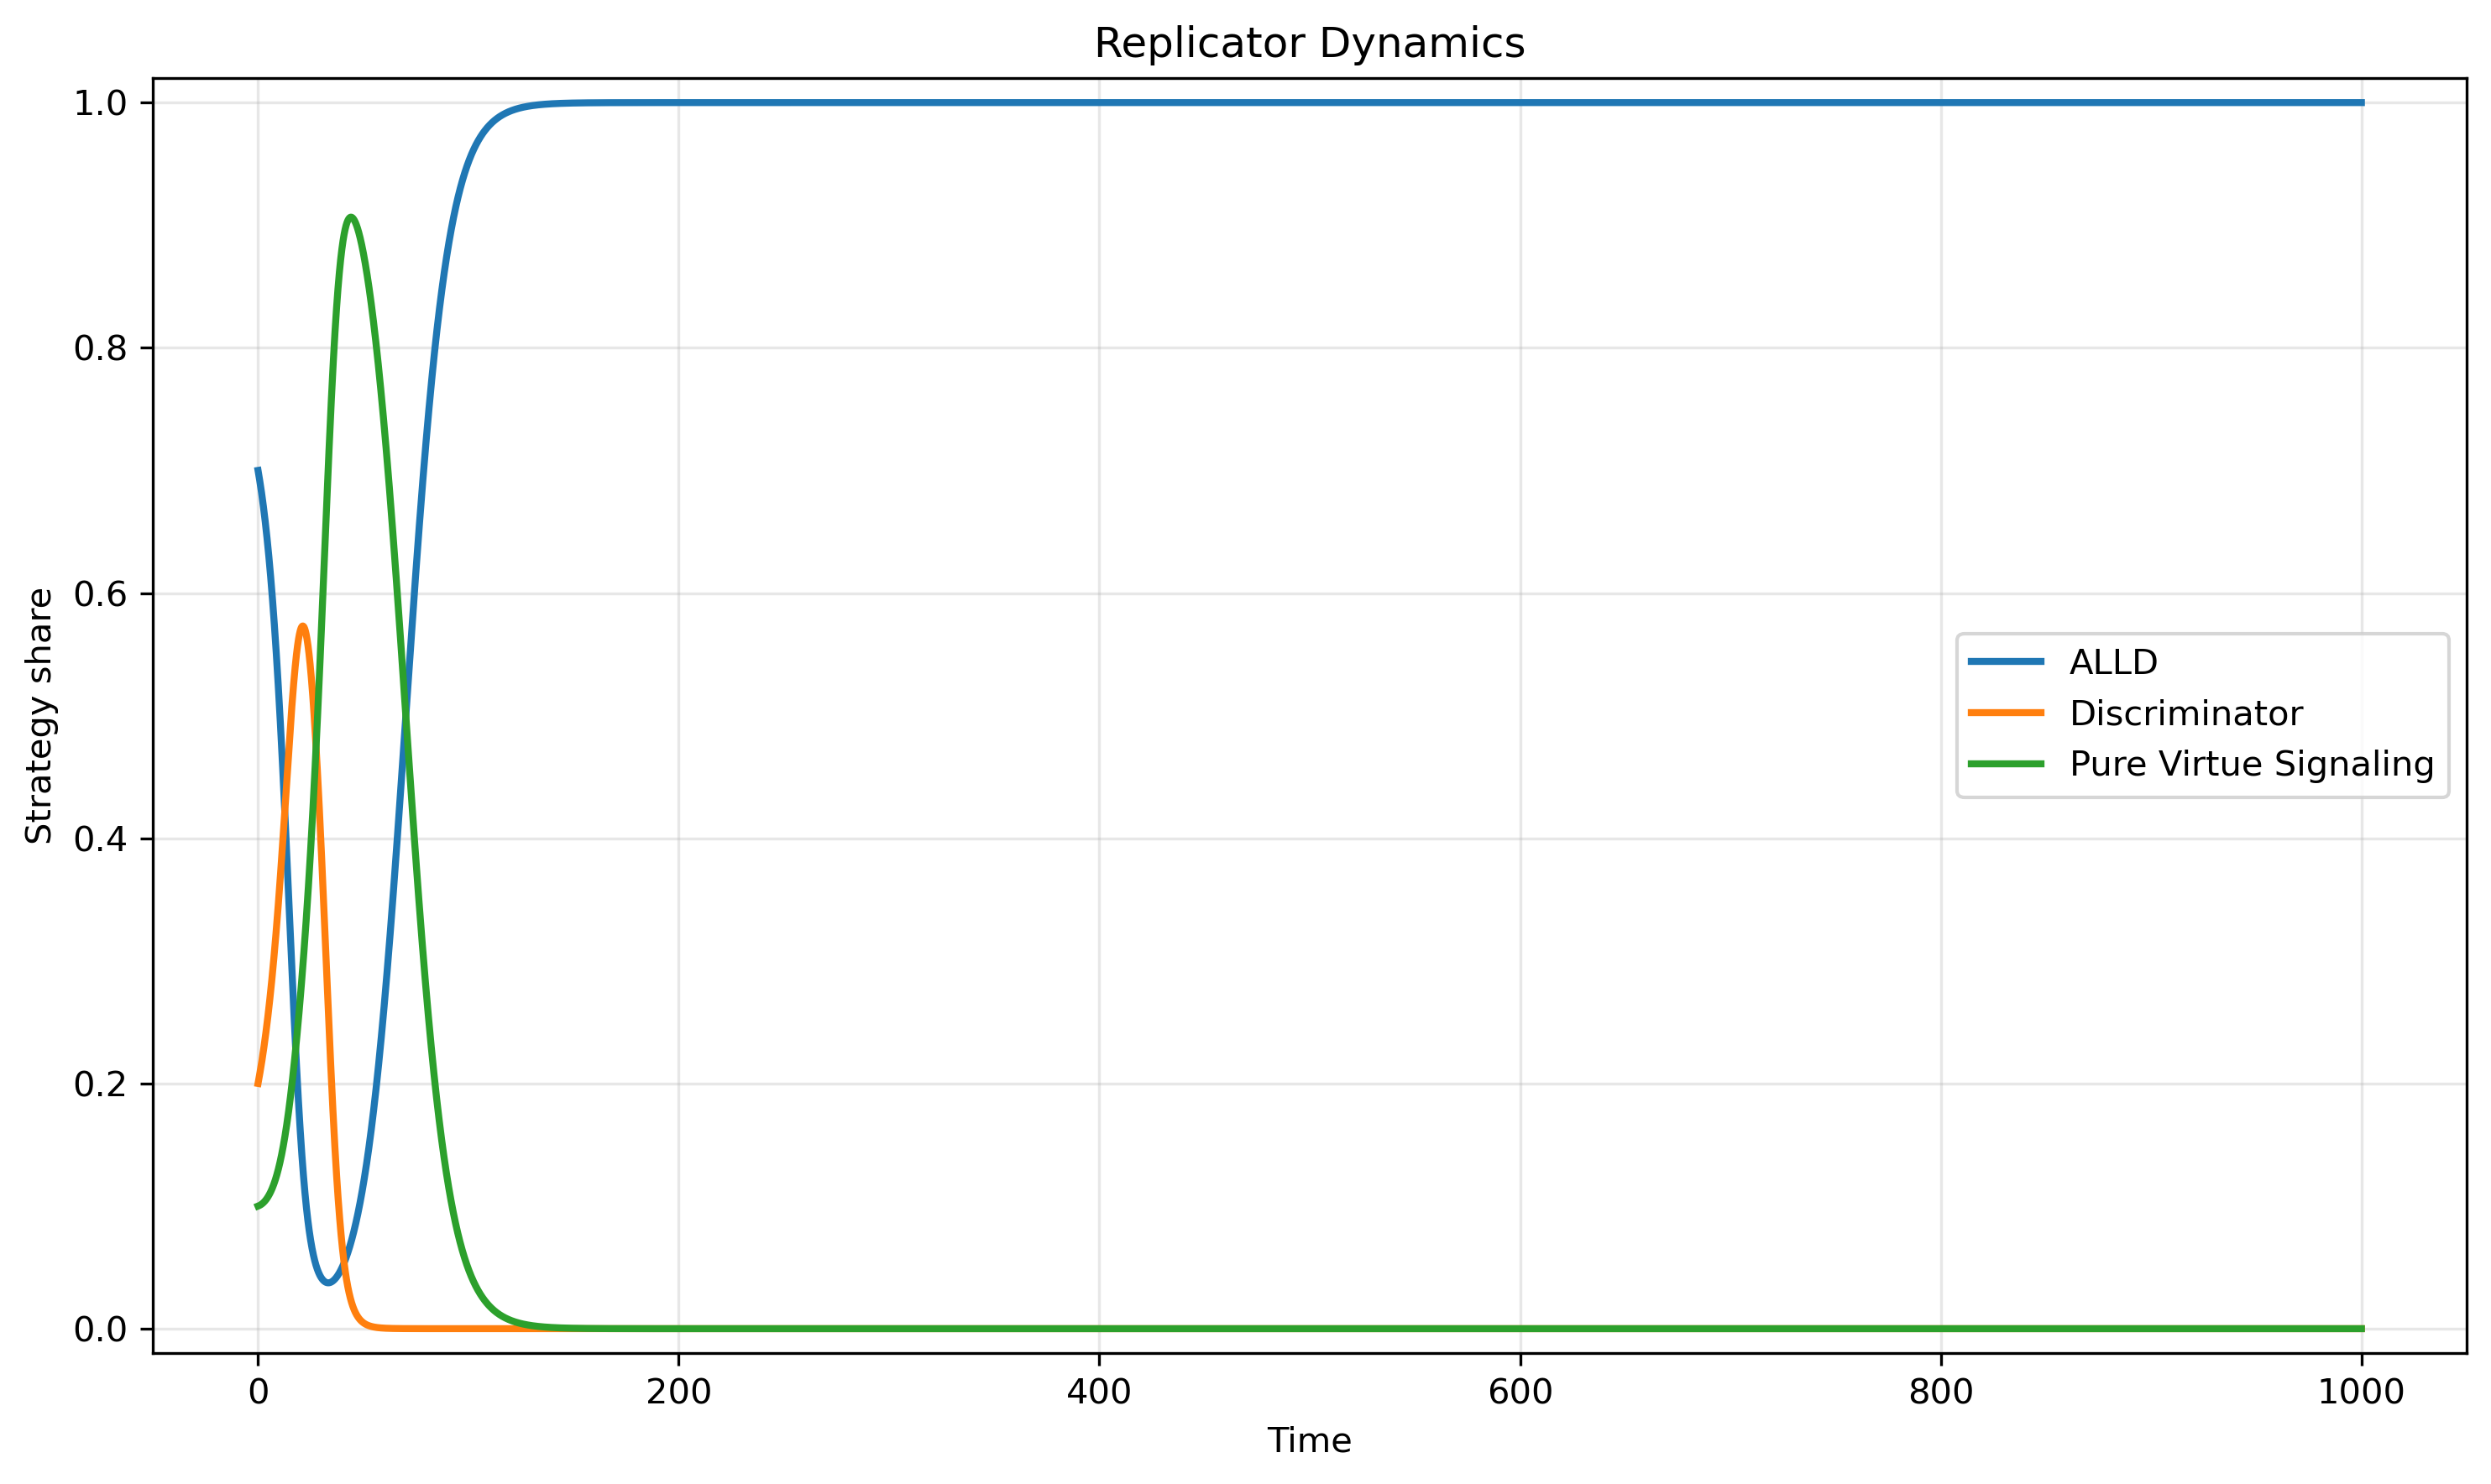 Replicator Dynamics
1.0
0.8
0.6
0.4
0.2
0.0
Strategy share
ALLD
Discriminator
Pure Virtue Signaling
0 200 400 600 800 1000
Time